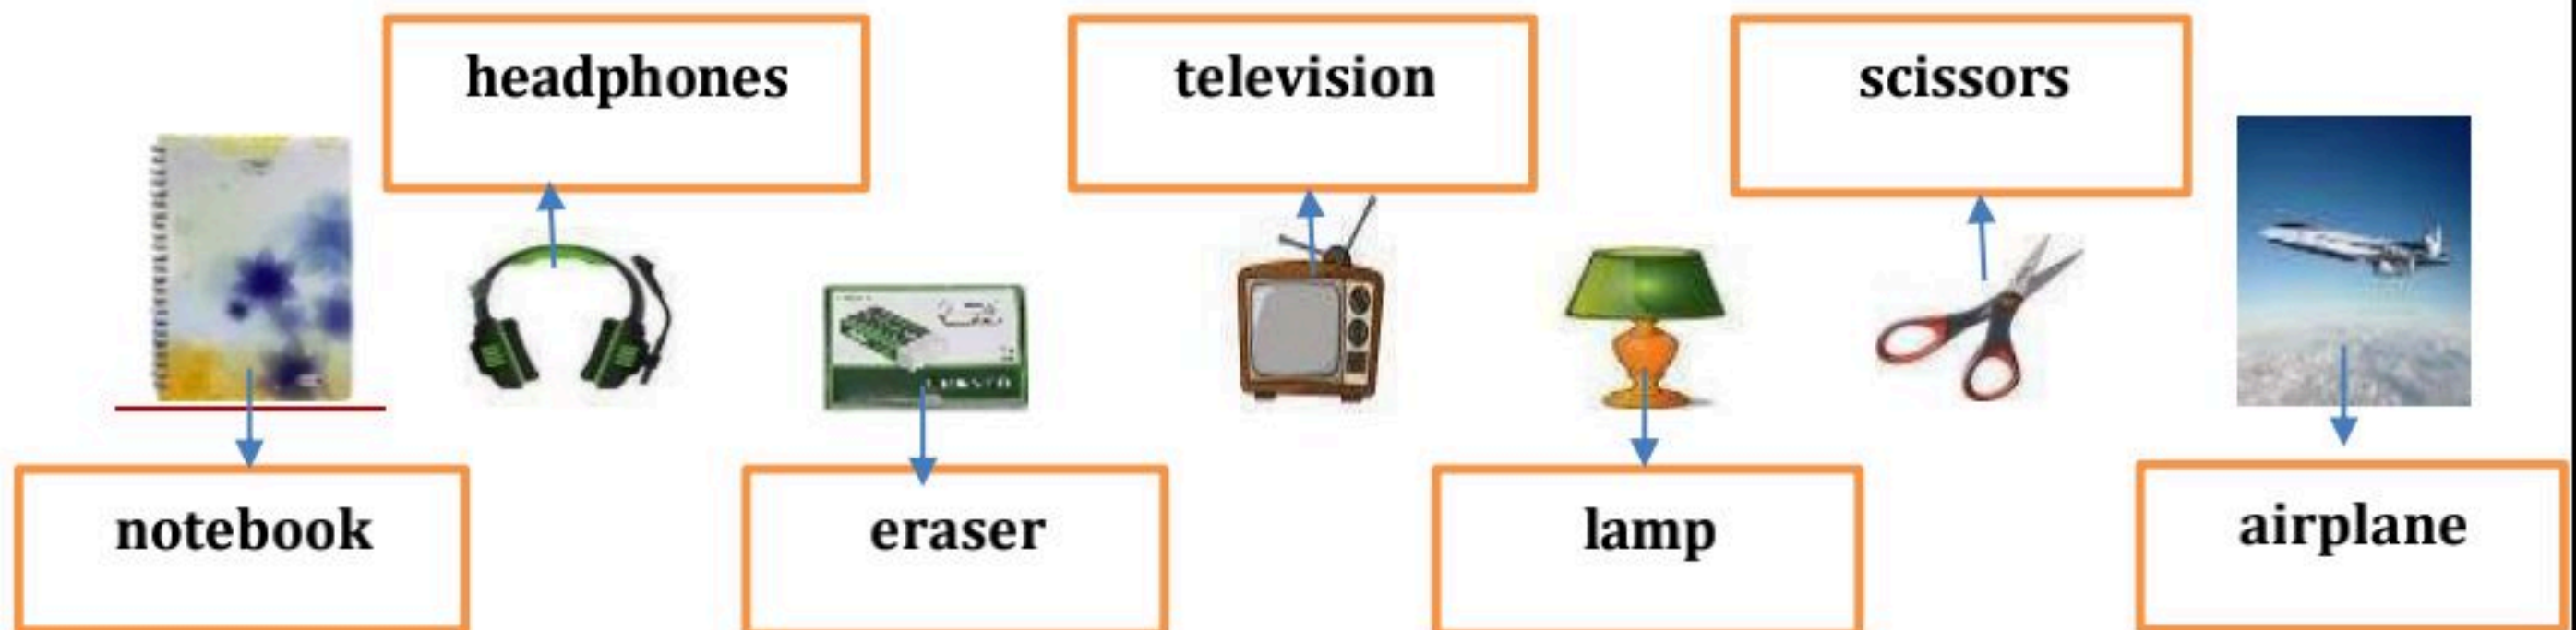 headphones
television
scissors
notebook
eraser
lamp
airplane